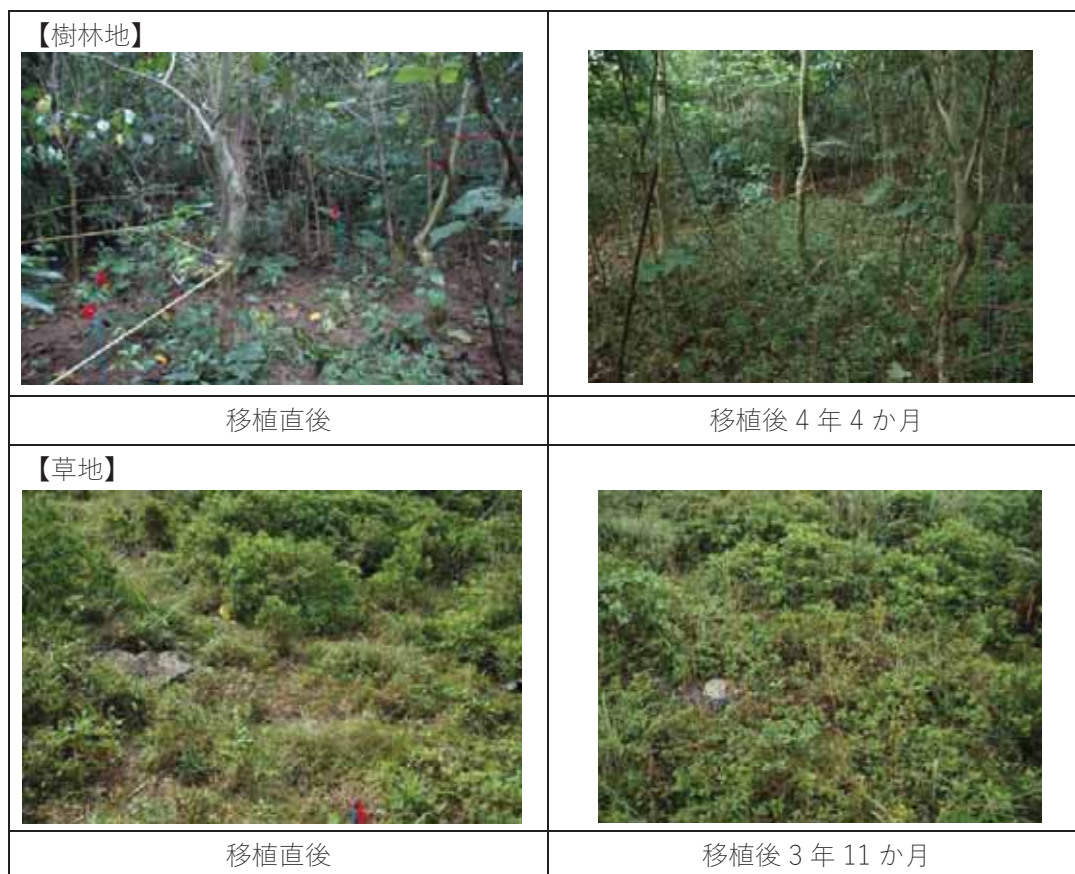 【樹林地】
移植直後
移植後 4 年 4 か月
【草地】
移植直後
移植後 3 年 11 か月